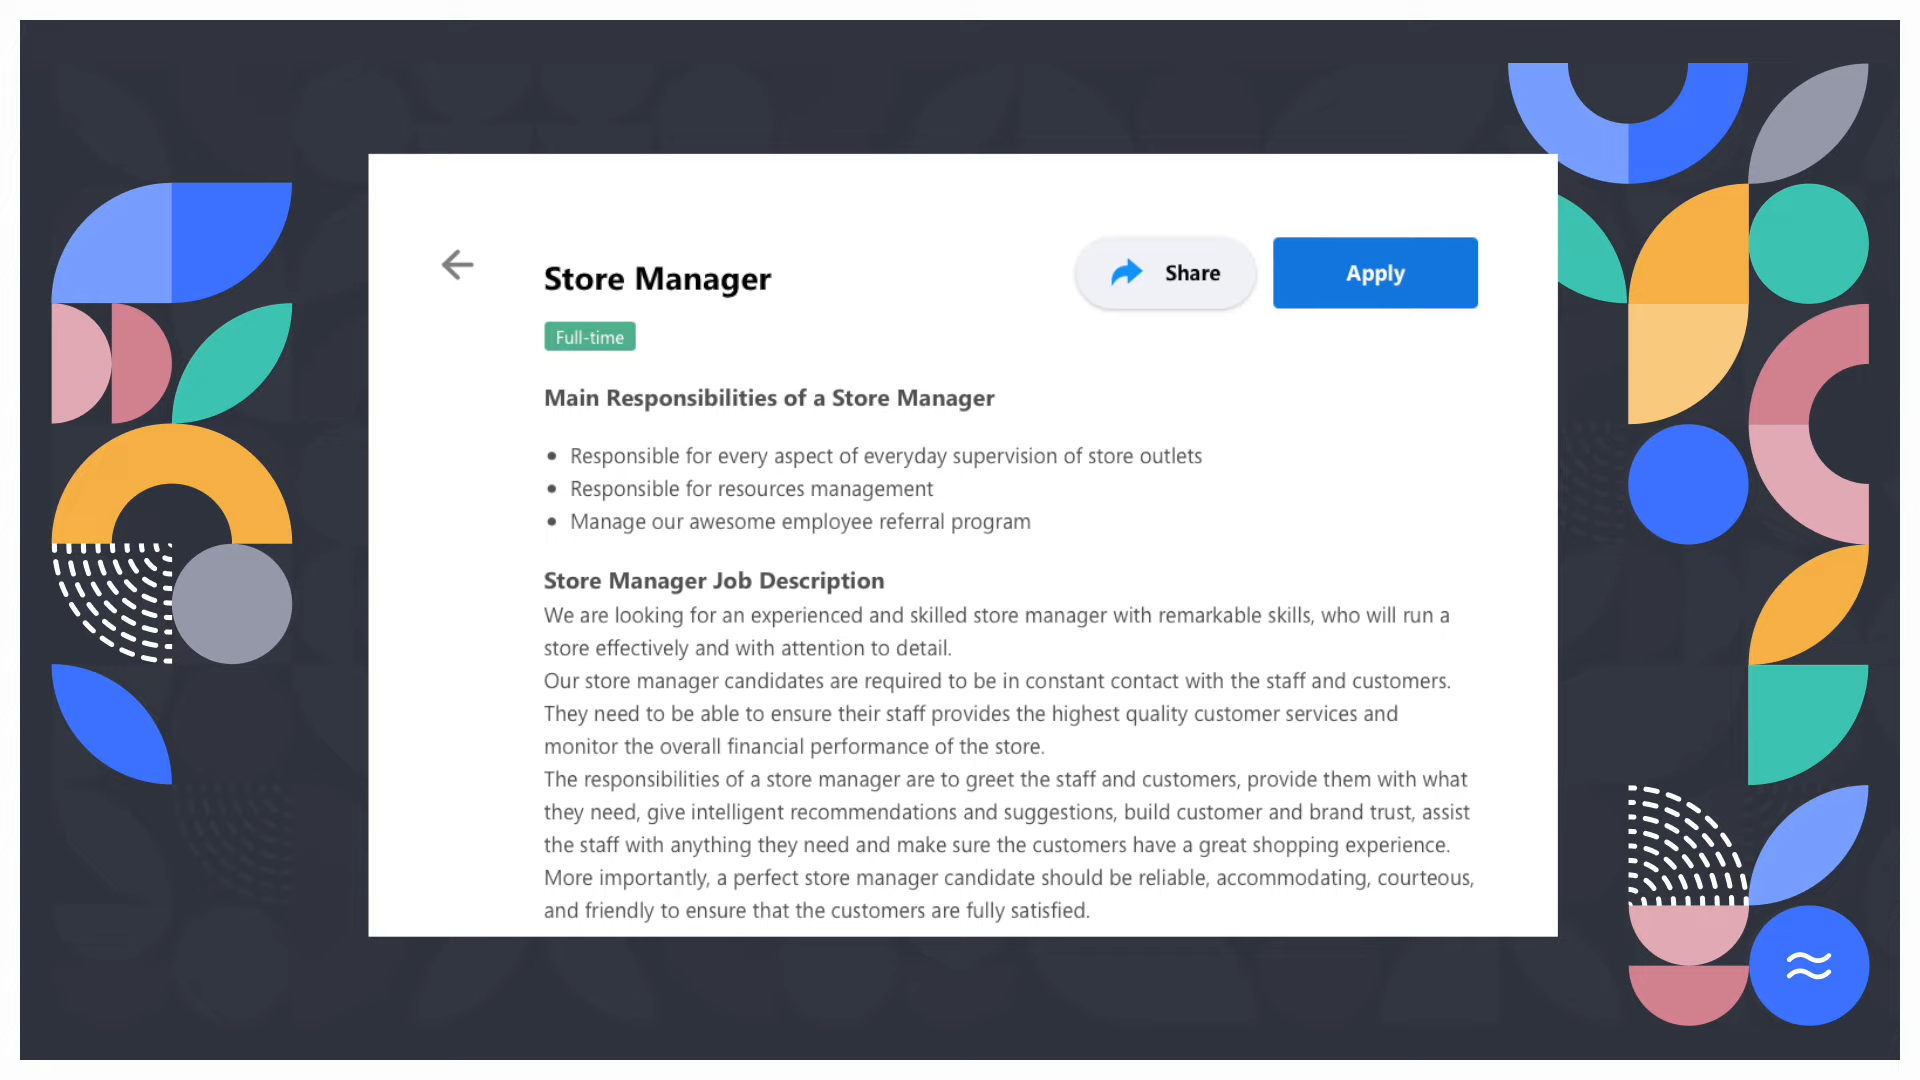 Store Manager
Share
Apply
Full-time
Main Responsibilities of a Store Manager
Responsible for every aspect of everyday supervision of store outlets
Responsible for resources management
Manage our awesome employee referral program
Store Manager Job Description
We are looking for an experienced and skilled store manager with remarkable skills, who will run a
store effectively and with attention to detail.
Our store manager candidates are required to be in constant contact with the staff and customers.
They need to be able to ensure their staff provides the highest quality customer services and
monitor the overall financial performance of the store.
The responsibilities of a store manager are to greet the staff and customers, provide them with what
they need, give intelligent recommendations and suggestions, build customer and brand trust, assist
the staff with anything they need and make sure the customers have a great shopping experience.
More importantly, a perfect store manager candidate should be reliable, accommodating, courteous,
and friendly to ensure that the customers are fully satisfied.